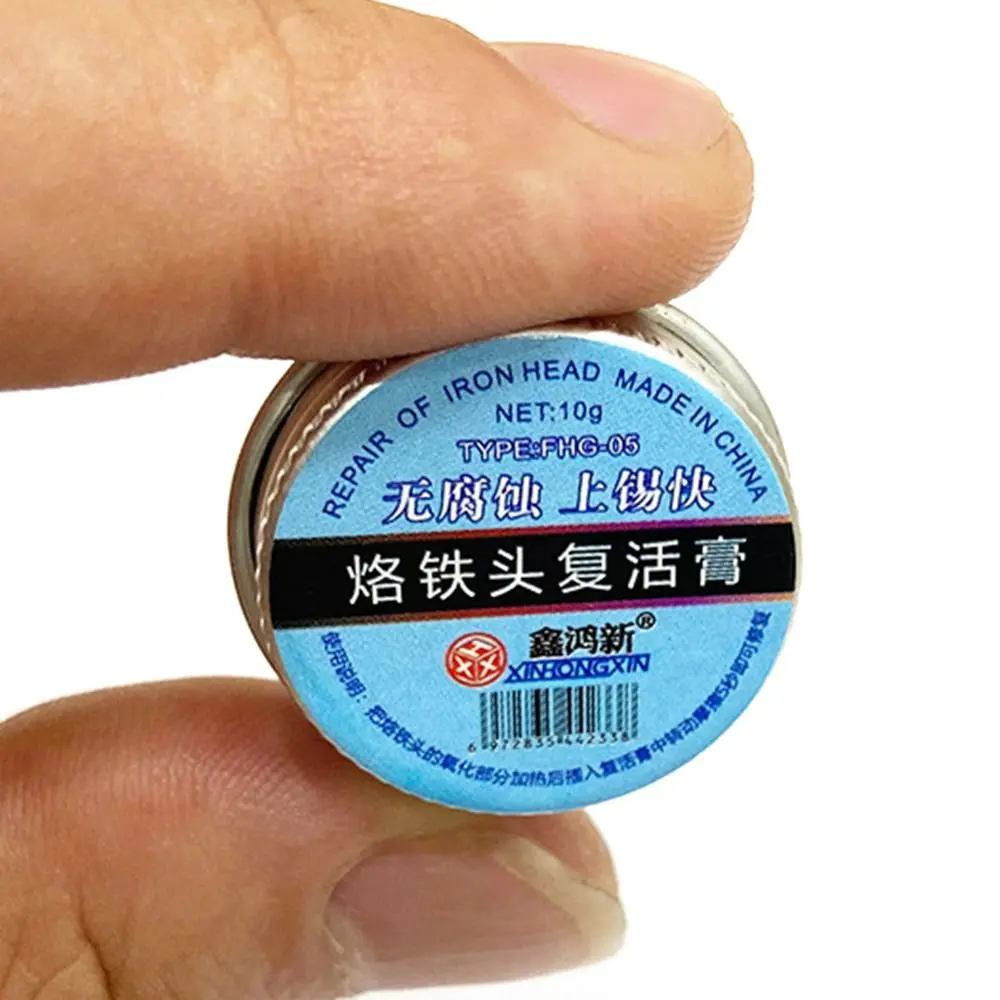 REPAIR OF IRON HEAD MADE IN CHINA
NET:10g
TYPE:FHG-05
无腐蚀 上锡快
烙铁头复活膏
鑫鸿新®
XINHONGXIN
6 972835 442338
使用说明：把烙铁头的氧化部分加热后插入复活膏中转动摩擦5秒即可修复